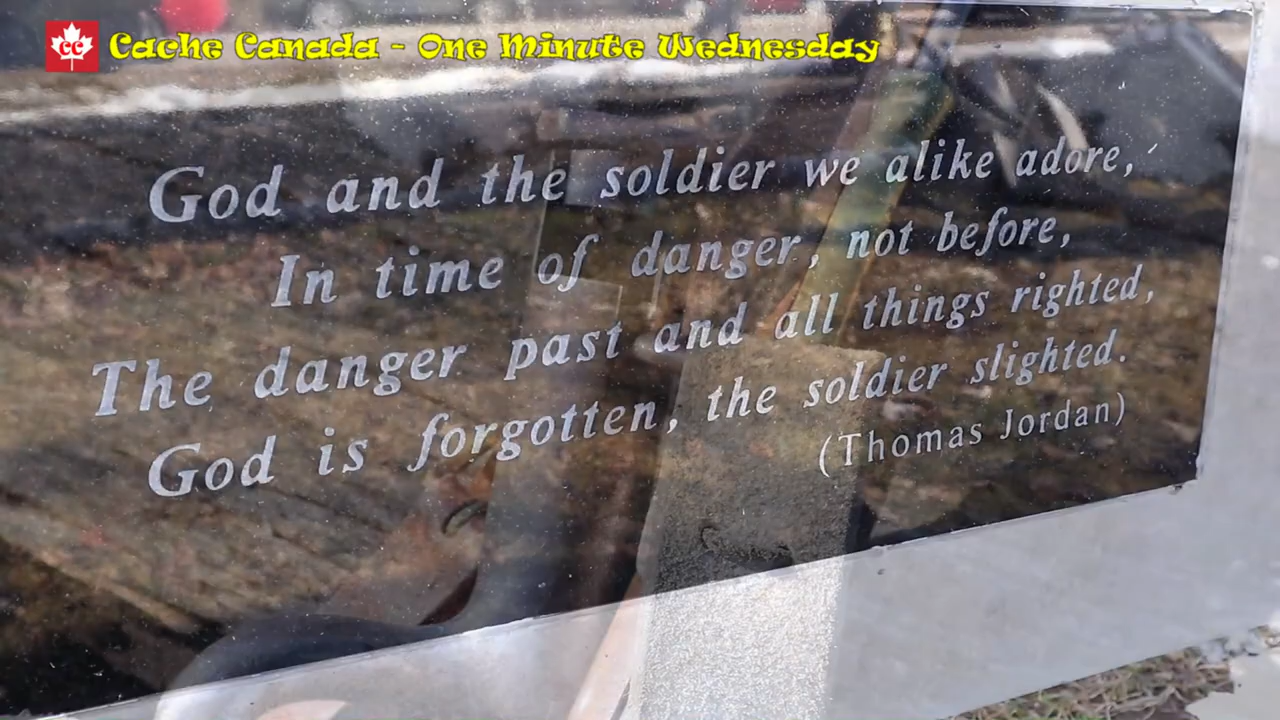 CC Cache Canada - One Minute Wednesday
God and the soldier we alike adore,
In time of danger, not before,
The danger past and all things righted,
God is forgotten, the soldier slighted.
(Thomas Jordan)